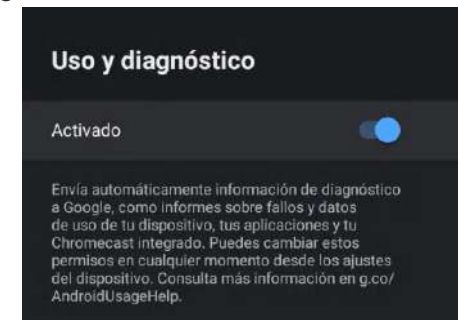 Uso y diagnóstico
Activado
Envía automáticamente información de diagnóstico
a Google, como informes sobre fallos y datos
de uso de tu dispositivo, tus aplicaciones y tu
Chromecast integrado. Puedes cambiar estos
permisos en cualquier momento desde los ajustes
del dispositivo. Consulta más información en g.co/
AndroidUsageHelp.